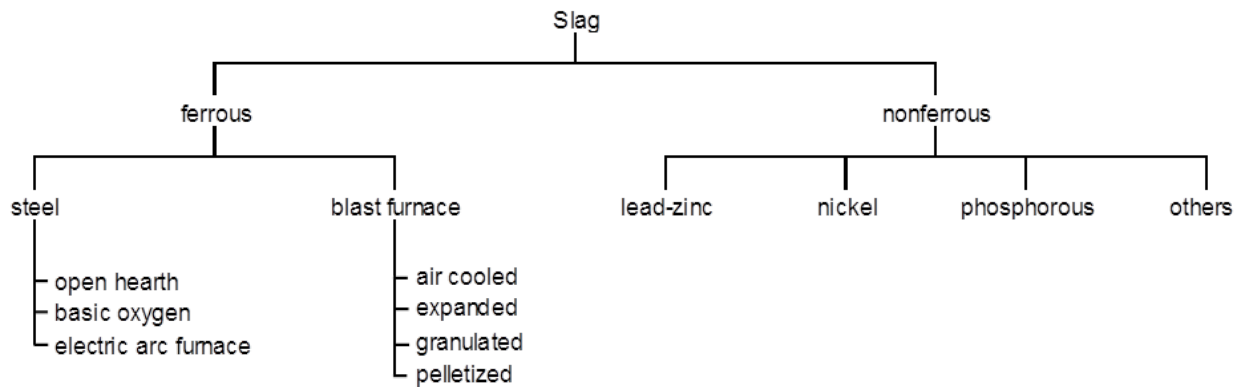 Slag
ferrous
nonferrous
steel
blast furnace
lead-zinc
nickel
phosphorous
others
open hearth
basic oxygen
electric arc furnace
air cooled
expanded
granulated
pelletized